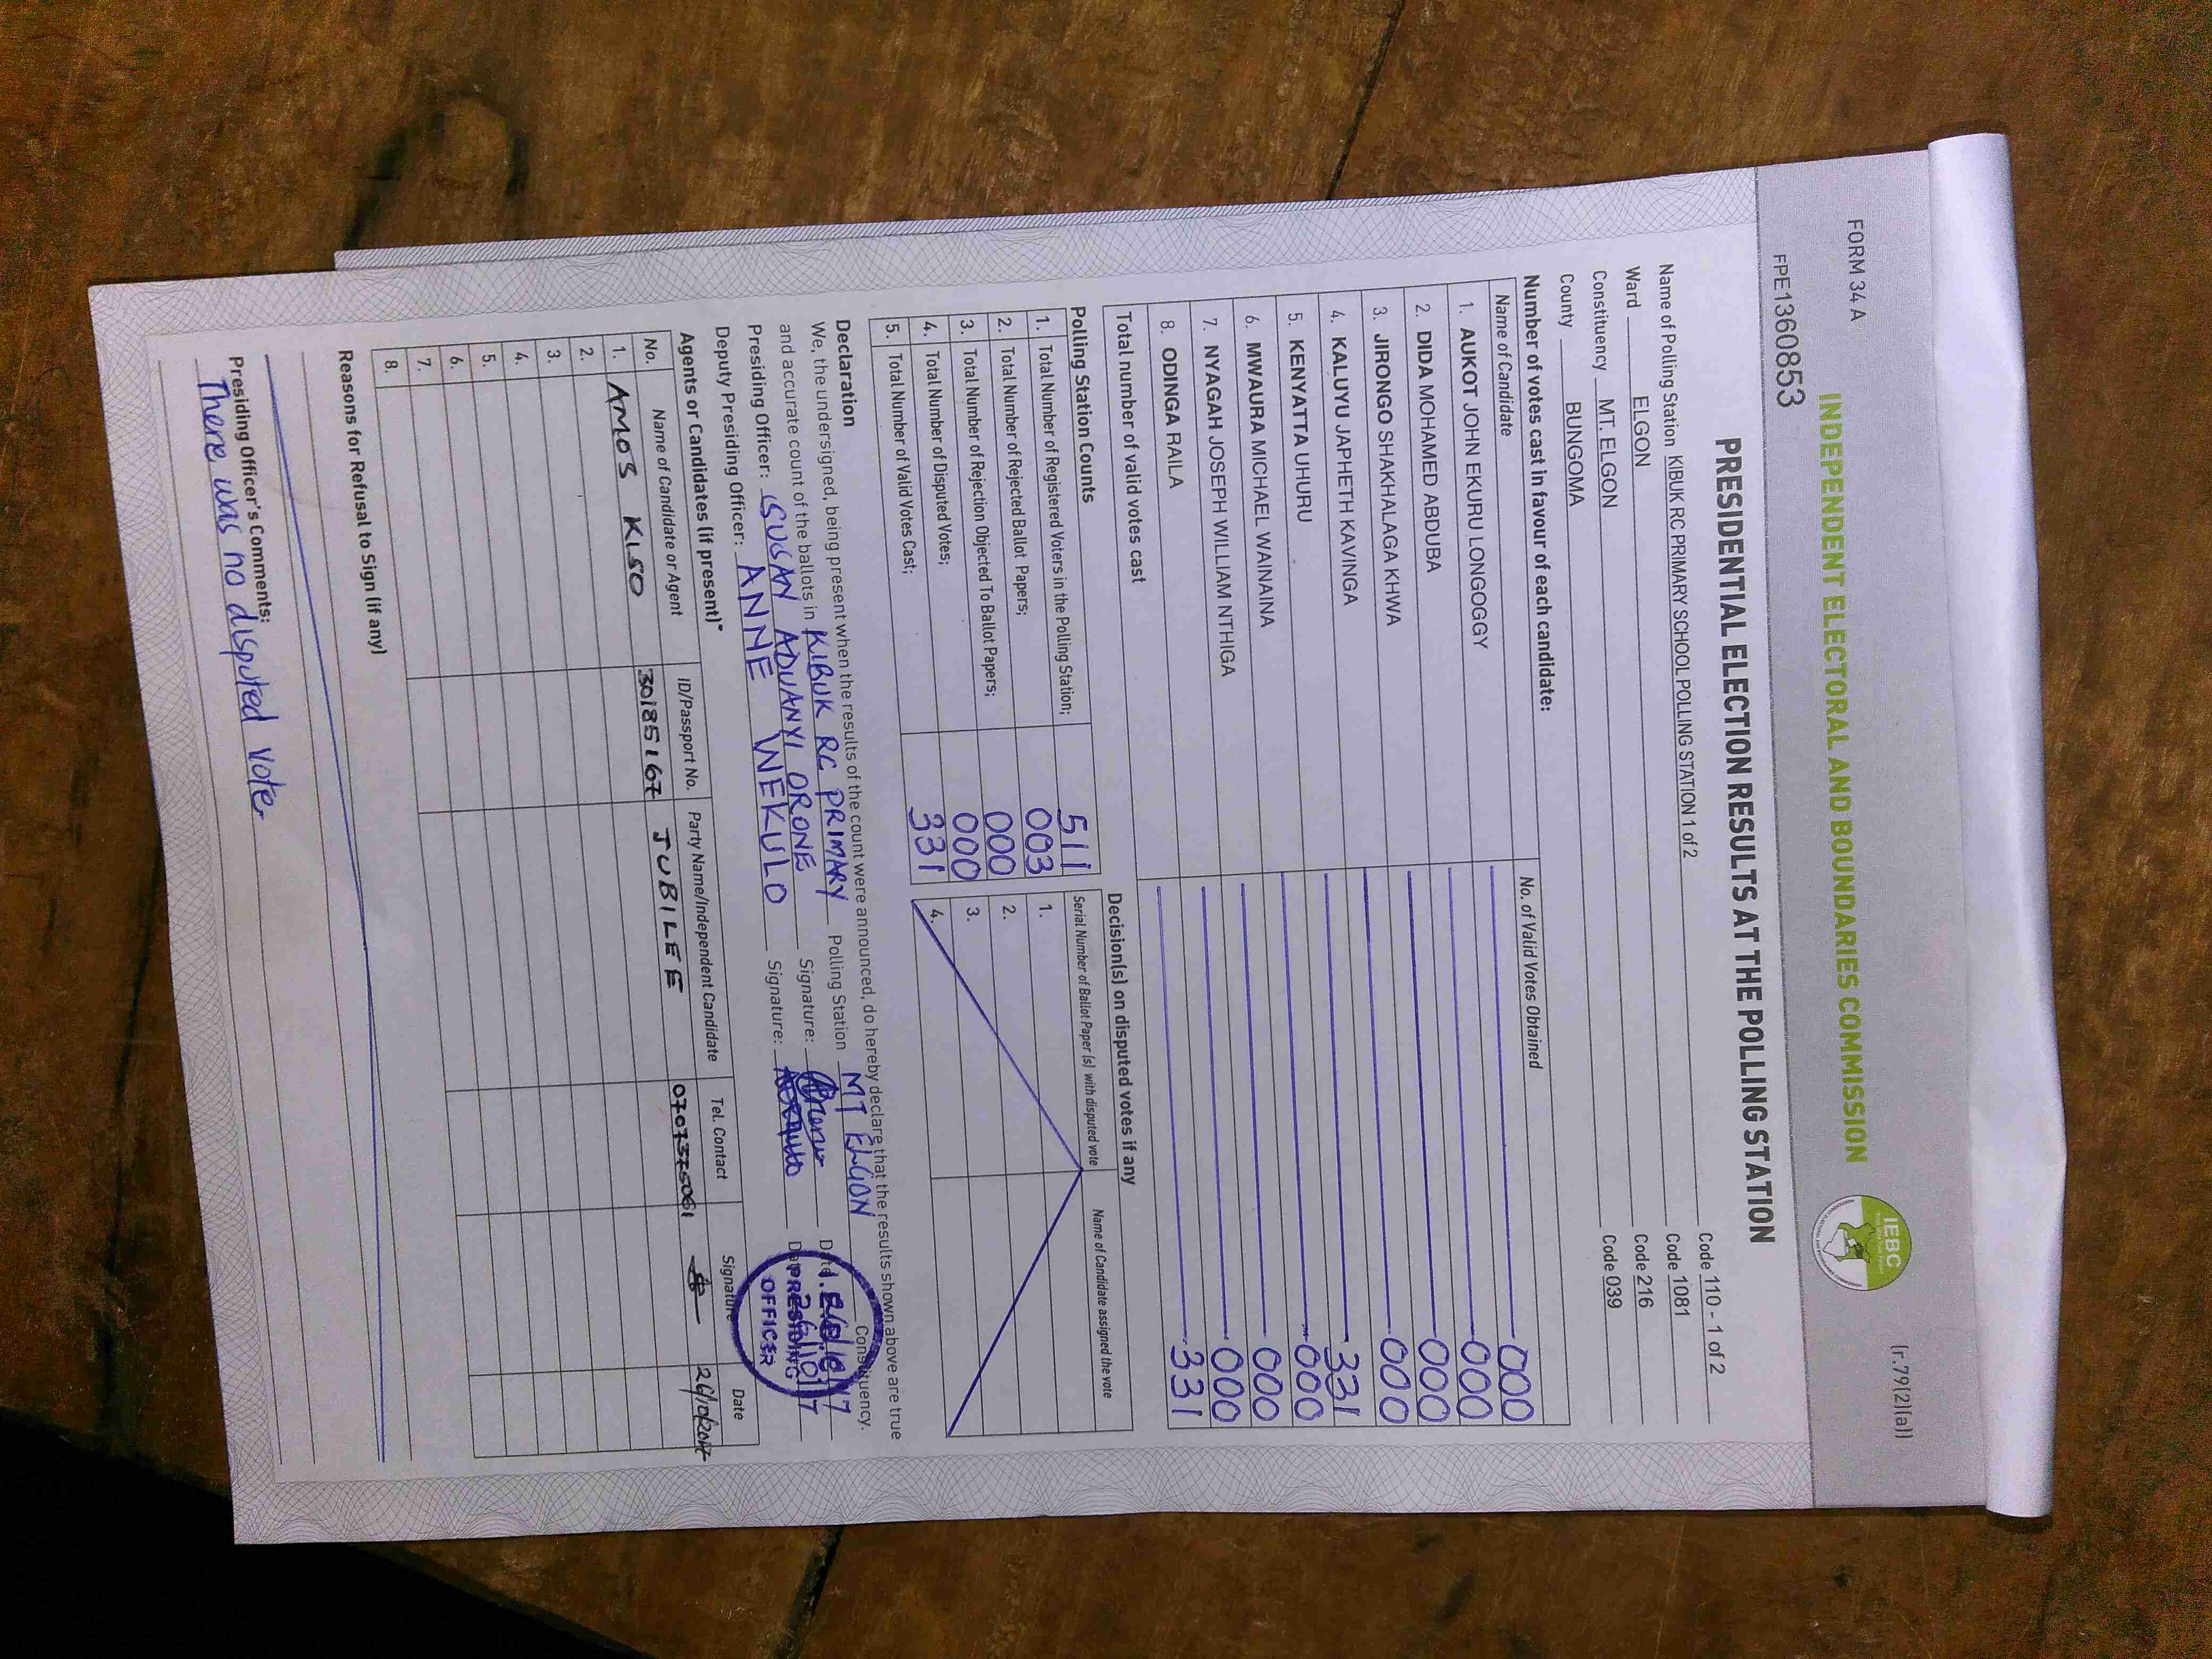 FORM 34 A
INDEPENDENT ELECTORAL AND BOUNDARIES COMMISSION
IEBC
(r.79(2)(a))
FPE1360853
PRESIDENTIAL ELECTION RESULTS AT THE POLLING STATION
Name of Polling Station KIBUK RC PRIMARY SCHOOL POLLING STATION 1 of 2 Code 110 - 1 of 2
Ward ELGON Code 1081
Constituency MT. ELGON Code 216
County BUNGOMA Code 039
Number of votes cast in favour of each candidate:
Name of Candidate No. of Valid Votes Obtained
1. AUKOT JOHN EKURU LONGOGGY 000
2. DIDA MOHAMED ABDUBA 000
3. JIRONGO SHAKHALAGA KHWA 000
4. KALUYU JAPHETH KAVINGA 000
5. KENYATTA UHURU 331
6. MWAURA MICHAEL WAINAINA 000
7. NYAGAH JOSEPH WILLIAM NTHIGA 000
8. ODINGA RAILA 000
Total number of valid votes cast 331
Polling Station Counts
1. Total Number of Registered Voters in the Polling Station; 511
2. Total Number of Rejected Ballot Papers; 003
3. Total Number of Rejection Objected To Ballot Papers; 000
4. Total Number of Disputed Votes; 000
5. Total Number of Valid Votes Cast; 331
Decision(s) on disputed votes if any
Serial Number of Ballot Paper (s) with disputed vote Name of Candidate assigned the vote
1.
2.
3.
4.
Declaration
We, the undersigned, being present when the results of the count were announced, do hereby declare that the results shown above are true
and accurate count of the ballots in KIBUK RC PRIMARY Polling Station MT ELGON Constituency.
Presiding Officer: SUSAN ADUANYI ORONE Signature: Date
Deputy Presiding Officer: ANNE WEKULO Signature: Date 26/10/17
PRESIDING
OFFICER
Agents or Candidates (if present)*
No. Name of Candidate or Agent ID/Passport No. Party Name/Independent Candidate Tel. Contact Signature Date
1. AMOS KISO 30185167 JUBILEE 0707375061 26/10/2017
2.
3.
4.
5.
6.
7.
8.
Reasons for Refusal to Sign (if any)
Presiding Officer's Comments:
There was no disputed voter